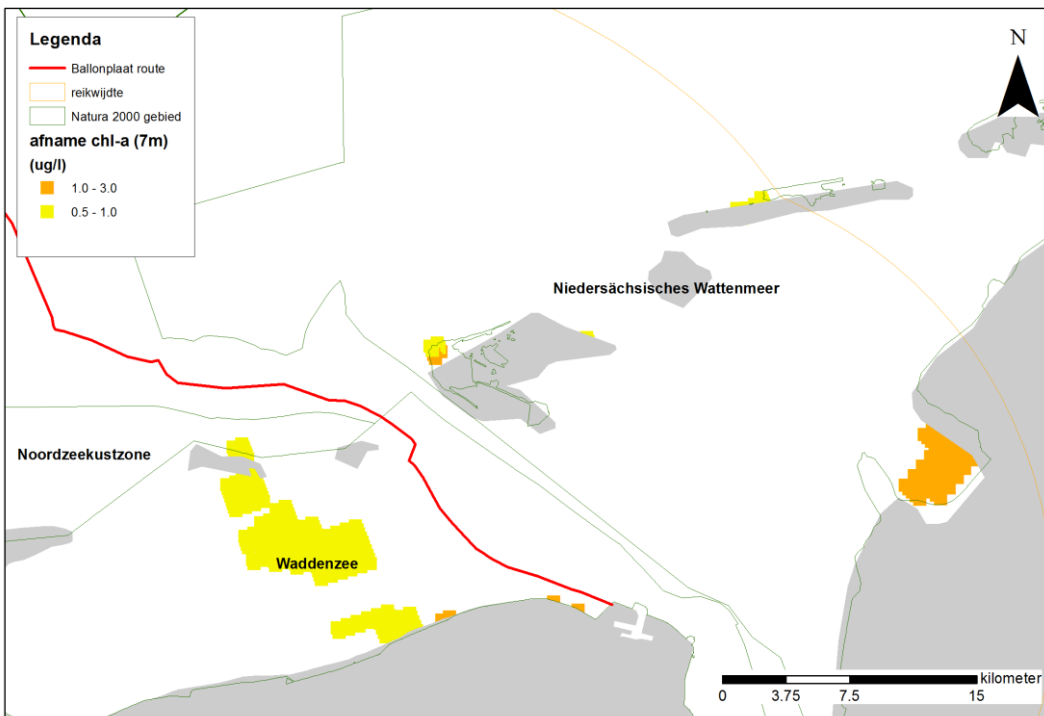 Legenda
Ballonplaat route
reikwijdte
Natura 2000 gebied
afname chl-a (7m)
(ug/l)
1.0 - 3.0
0.5 - 1.0
N
Niedersächsisches Wattenmeer
Noordzeekustzone
Waddenzee
kilometer
0 3.75 7.5 15